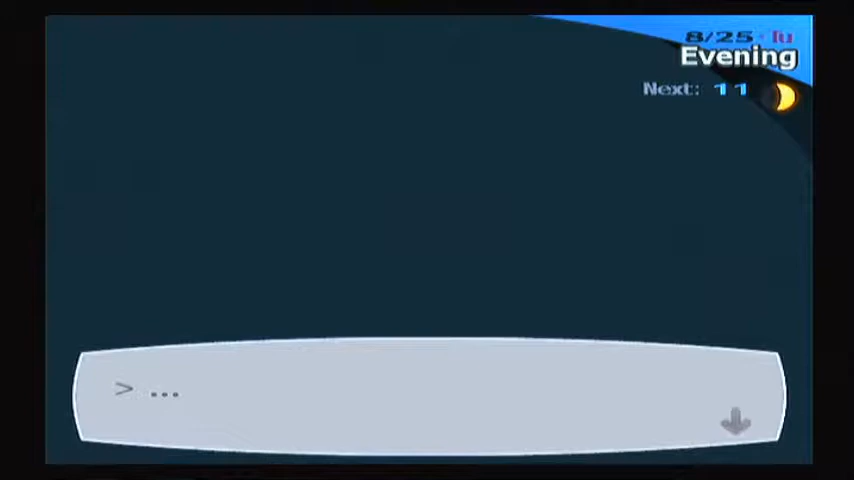 8/25・Tu
Evening
Next: 11
> ...